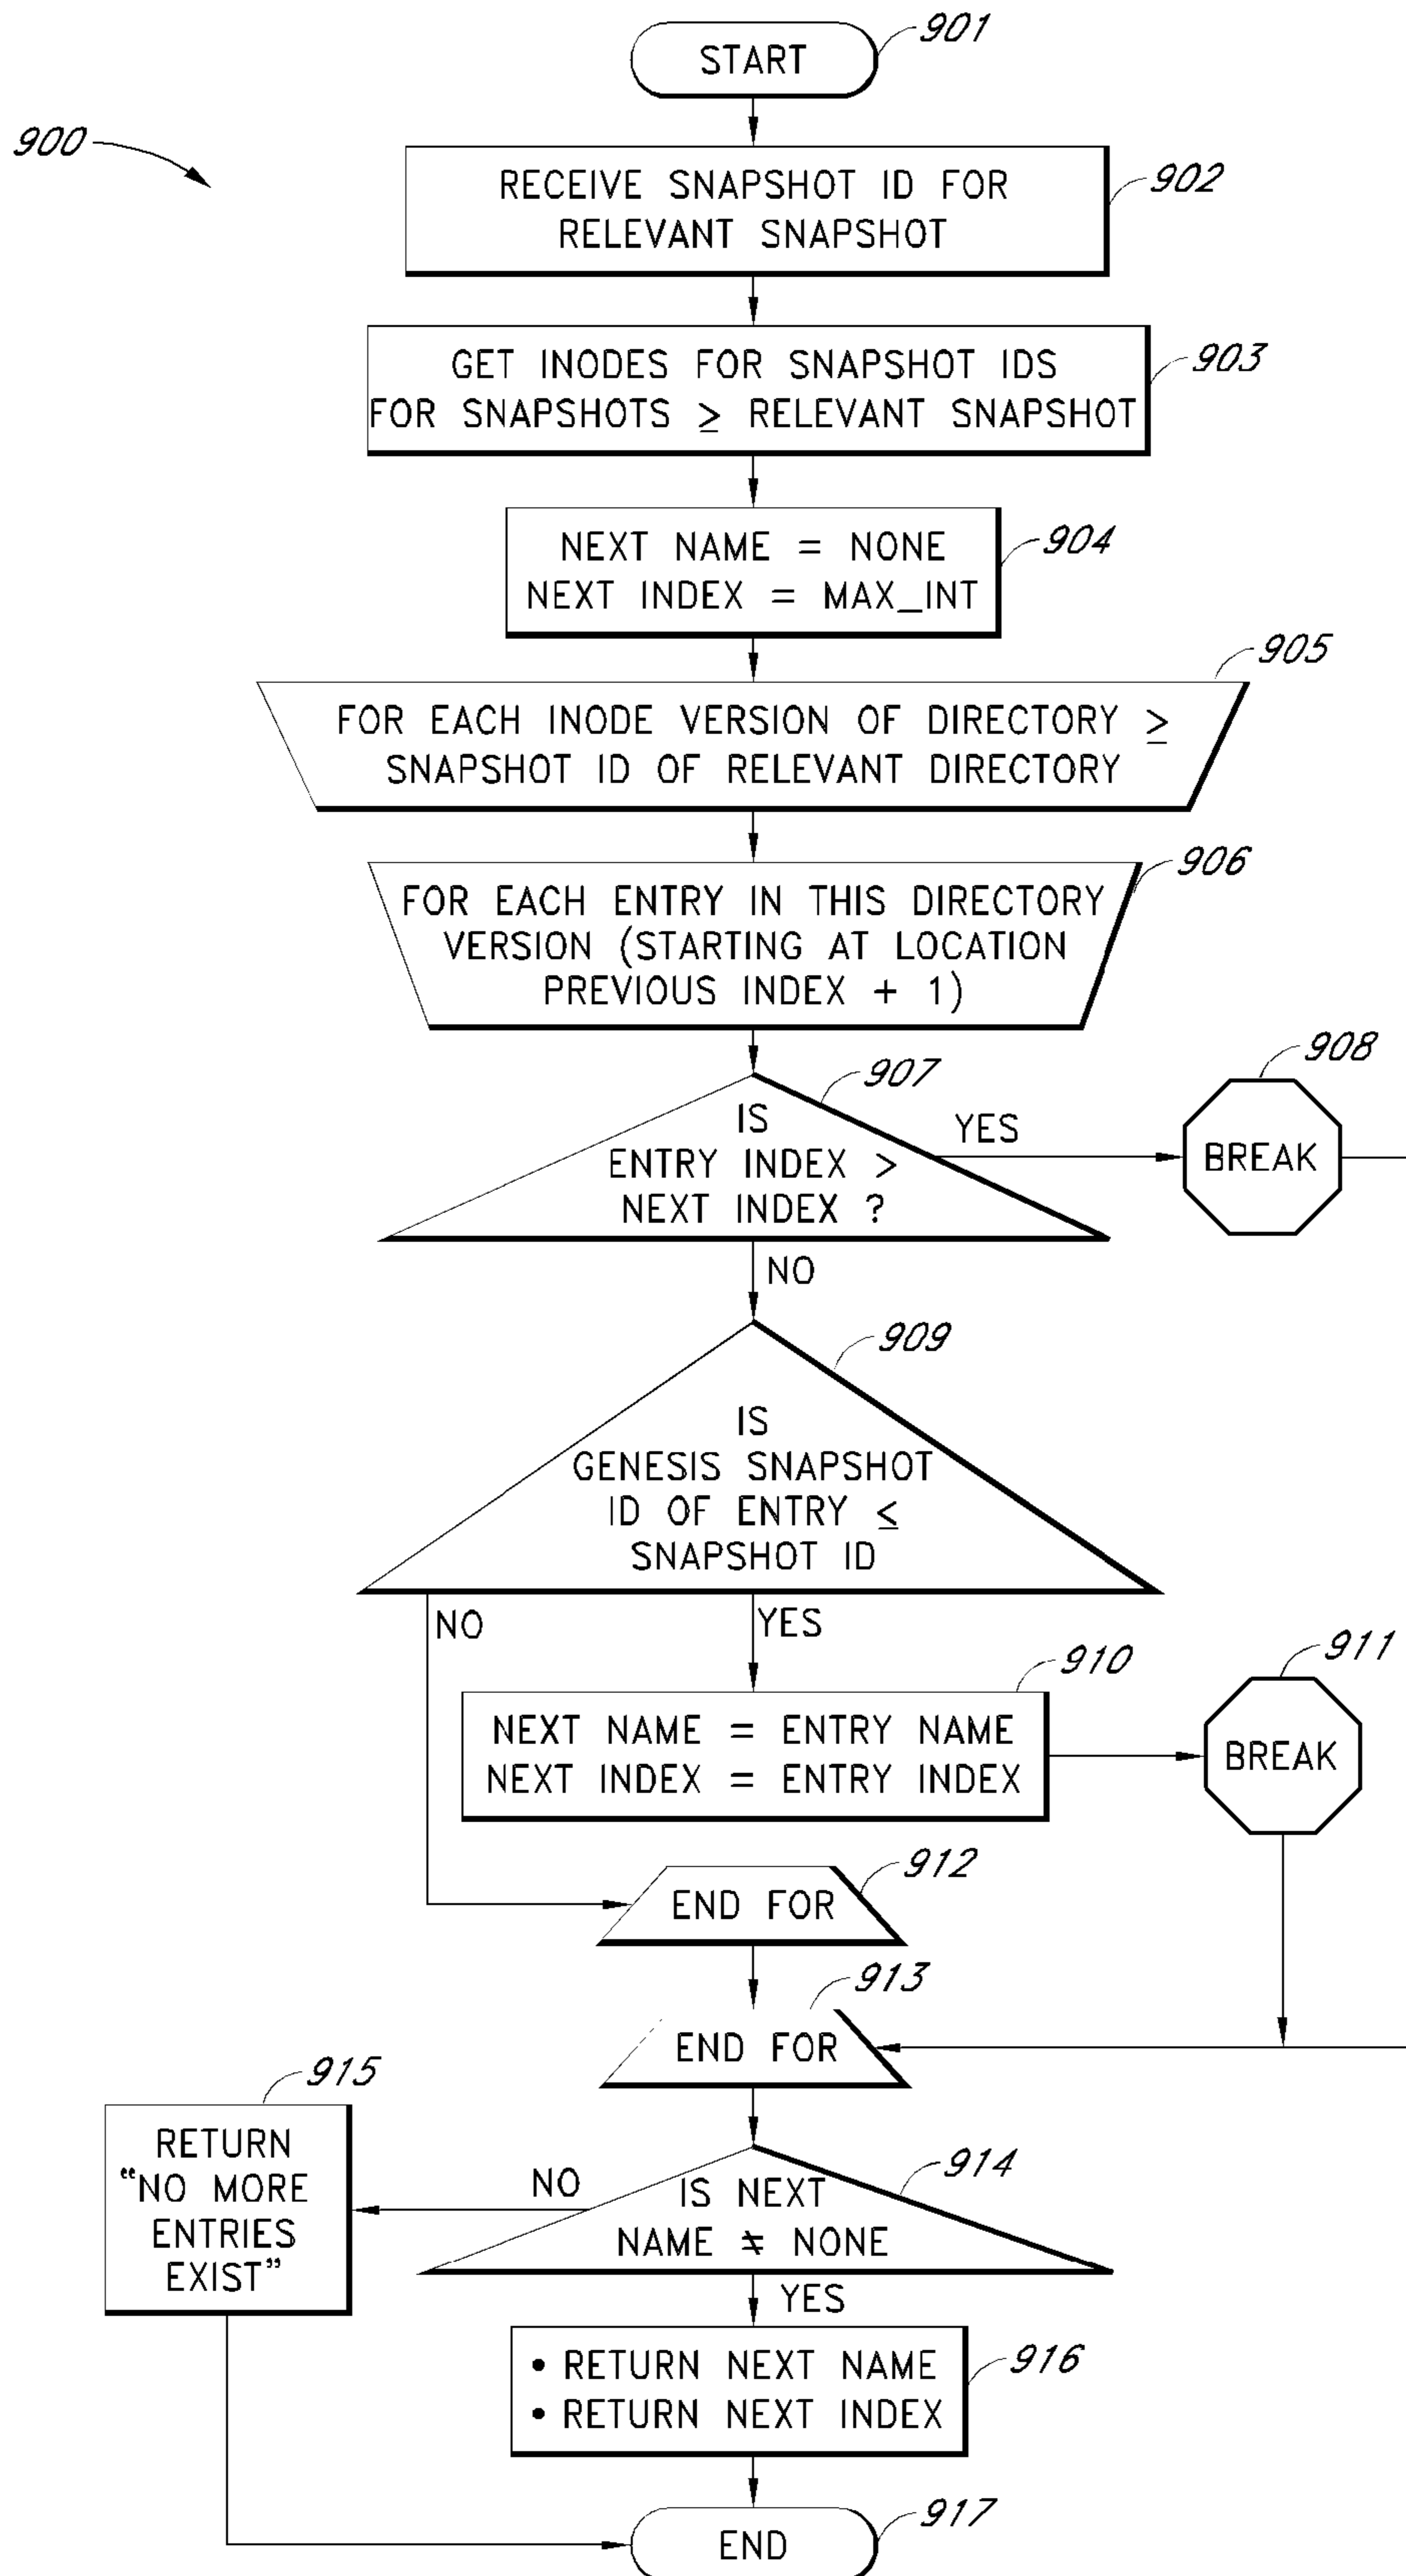 START
901
900
RECEIVE SNAPSHOT ID FOR
RELEVANT SNAPSHOT
902
GET INODES FOR SNAPSHOT IDS
FOR SNAPSHOTS ≥ RELEVANT SNAPSHOT
903
NEXT NAME = NONE
NEXT INDEX = MAX_INT
904
905
FOR EACH INODE VERSION OF DIRECTORY ≥
SNAPSHOT ID OF RELEVANT DIRECTORY
906
FOR EACH ENTRY IN THIS DIRECTORY
VERSION (STARTING AT LOCATION
PREVIOUS INDEX + 1)
907
IS
ENTRY INDEX >
NEXT INDEX ?
YES
908
BREAK
NO
909
IS
GENESIS SNAPSHOT
ID OF ENTRY ≤
SNAPSHOT ID
NO
YES
910
NEXT NAME = ENTRY NAME
NEXT INDEX = ENTRY INDEX
911
BREAK
912
END FOR
913
END FOR
914
IS NEXT
NAME ≠ NONE
NO
915
RETURN
“NO MORE
ENTRIES
EXIST”
YES
• RETURN NEXT NAME
• RETURN NEXT INDEX
916
END
917